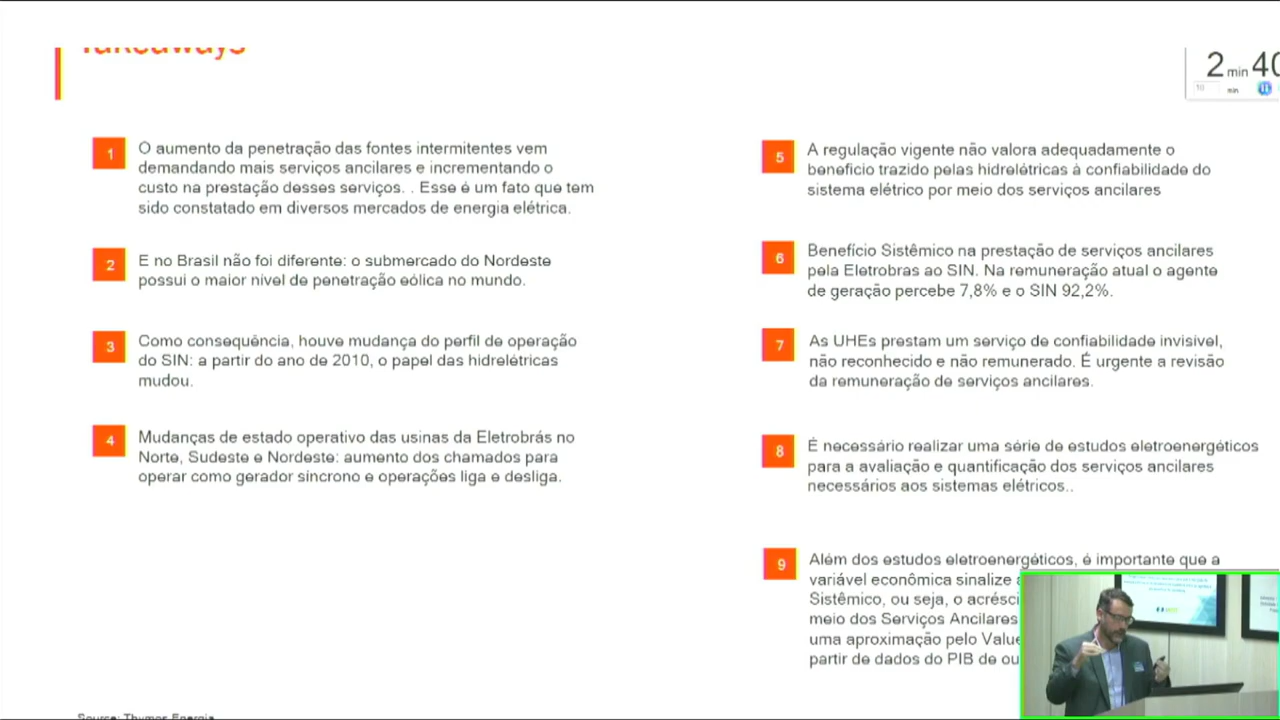 Takeaways
2 min 40
10 min
1 O aumento da penetração das fontes intermitentes vem
demandando mais serviços ancilares e incrementando o
custo na prestação desses serviços. . Esse é um fato que tem
sido constatado em diversos mercados de energia elétrica.
2 E no Brasil não foi diferente: o submercado do Nordeste
possui o maior nível de penetração eólica no mundo.
3 Como consequência, houve mudança do perfil de operação
do SIN: a partir do ano de 2010, o papel das hidrelétricas
mudou.
4 Mudanças de estado operativo das usinas da Eletrobrás no
Norte, Sudeste e Nordeste: aumento dos chamados para
operar como gerador síncrono e operações liga e desliga.
5 A regulação vigente não valora adequadamente o
benefício trazido pelas hidrelétricas à confiabilidade do
sistema elétrico por meio dos serviços ancilares
6 Benefício Sistêmico na prestação de serviços ancilares
pela Eletrobras ao SIN. Na remuneração atual o agente
de geração percebe 7,8% e o SIN 92,2%.
7 As UHEs prestam um serviço de confiabilidade invisível,
não reconhecido e não remunerado. É urgente a revisão
da remuneração de serviços ancilares.
8 É necessário realizar uma série de estudos eletroenergéticos
para a avaliação e quantificação dos serviços ancilares
necessários aos sistemas elétricos..
9 Além dos estudos eletroenergéticos, é importante que a
variável econômica sinalize
Sistêmico, ou seja, o
meio dos Serviços Ancilares
uma aproximação pelo
partir de dados do PIB de
Source: Thymos Energia